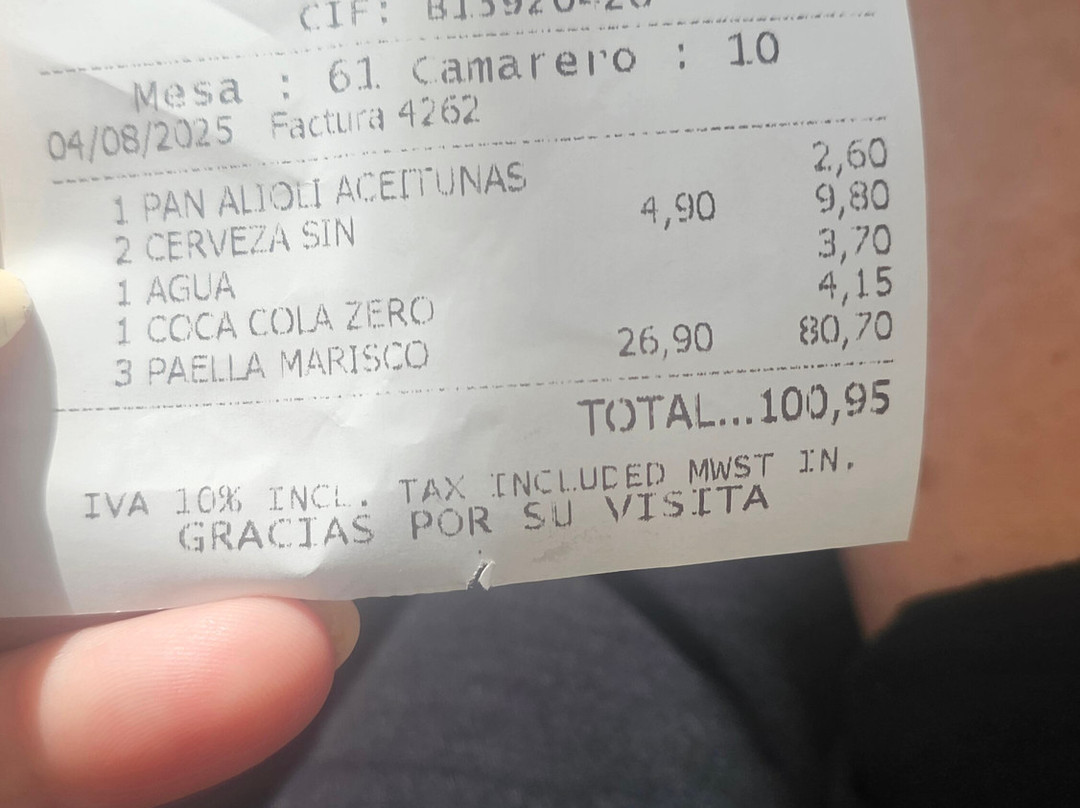 CIF:
Mesa : 61 Camarero : 10
04/08/2025 Factura 4262
1 PAN ALIOLI ACEITUNAS 2,60
2 CERVEZA SIN 4,90 9,80
1 AGUA 3,70
1 COCA COLA ZERO 4,15
3 PAELLA MARISCO 26,90 80,70
TOTAL...100,95
IVA 10% INCL. TAX INCLUDED MWST IN.
GRACIAS POR SU VISITA